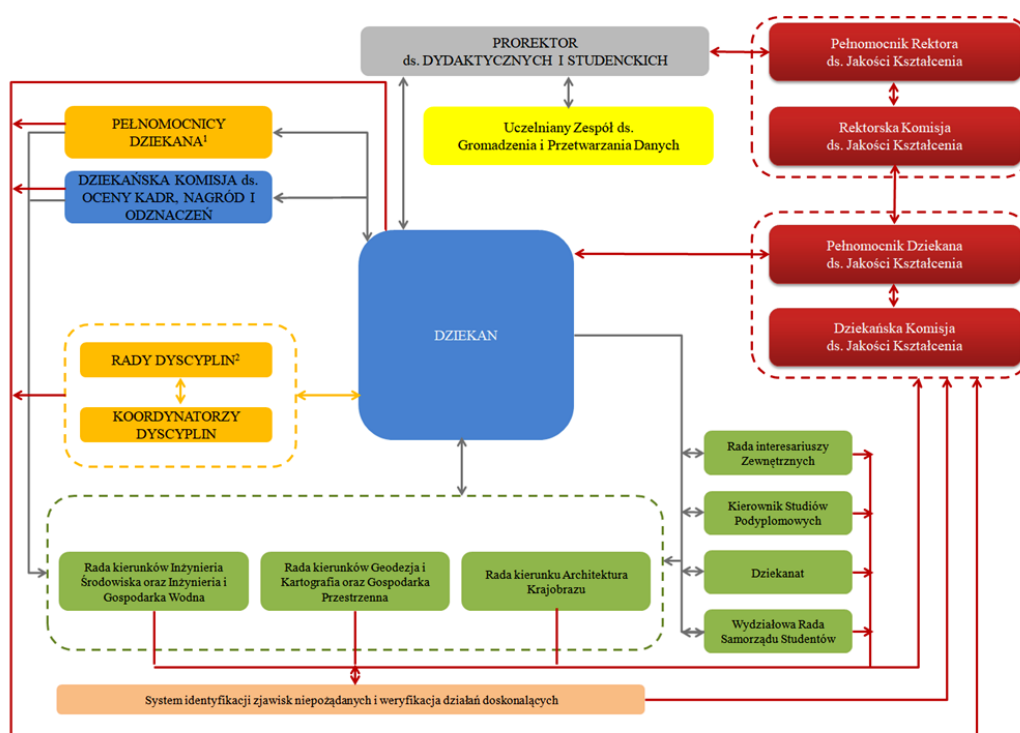 PROREKTOR
ds. DYDAKTYCZNYCH I STUDENCKICH
Pełnomocnik Rektora
ds. Jakości Kształcenia
PEŁNOMOCNICY
DZIEKANA¹
Uczelniany Zespół ds.
Gromadzenia i Przetwarzania Danych
Rektorska Komisja
ds. Jakości Kształcenia
DZIEKAŃSKA KOMISJA ds.
OCENY KADR, NAGRÓD I
ODZNACZEŃ
Pełnomocnik Dziekana
ds. Jakości Kształcenia
DZIEKAN
Dziekańska Komisja
ds. Jakości Kształcenia
RADY DYSCYPLIN²
KOORDYNATORZY
DYSCYPLIN
Rada interesariuszy
Zewnętrznych
Kierownik Studiów
Podyplomowych
Dziekanat
Wydziałowa Rada
Samorządu Studentów
Rada kierunków Inżynieria
Środowiska oraz Inżynieria i
Gospodarka Wodna
Rada kierunków Geodezja i
Kartografia oraz Gospodarka
Przestrzenna
Rada kierunku Architektura
Krajobrazu
System identyfikacji zjawisk niepożądanych i weryfikacja działań doskonalących